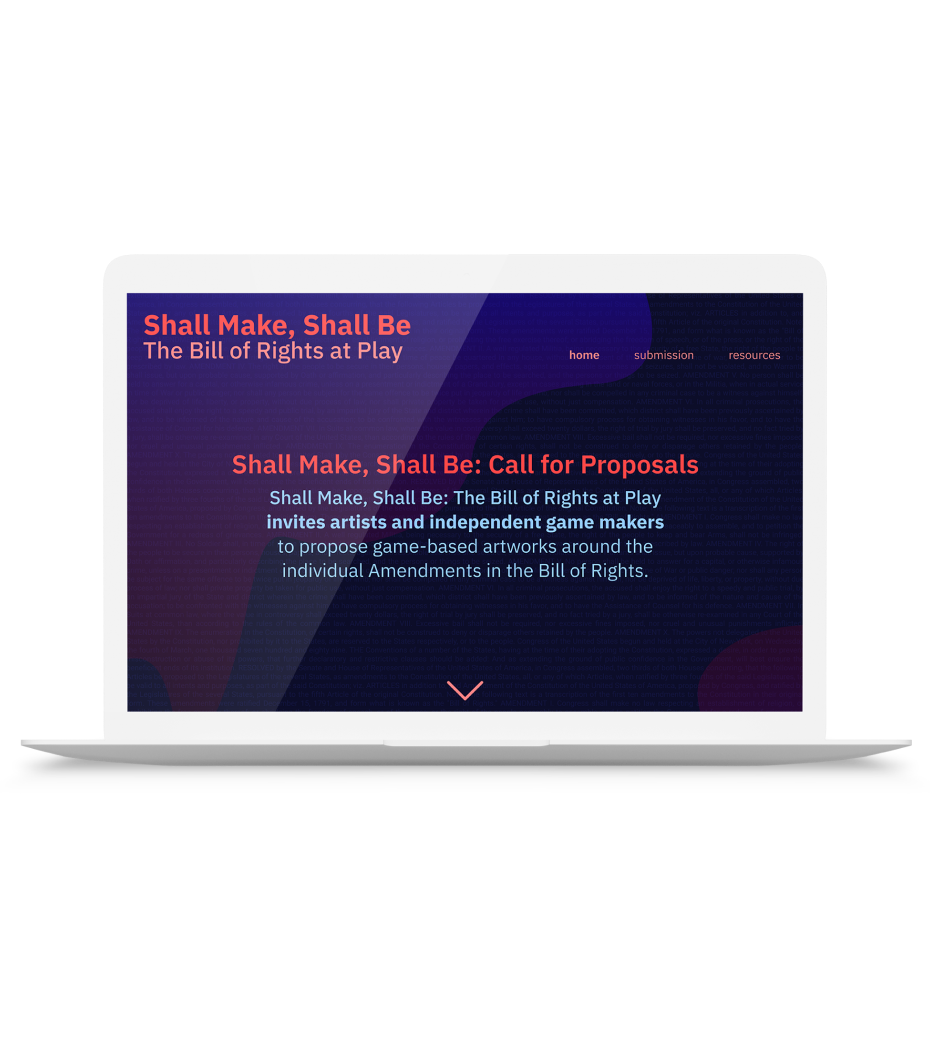 Shall Make, Shall Be
The Bill of Rights at Play
home submission resources
Shall Make, Shall Be: Call for Proposals
Shall Make, Shall Be: The Bill of Rights at Play
invites artists and independent game makers
to propose game-based artworks around the
individual Amendments in the Bill of Rights.